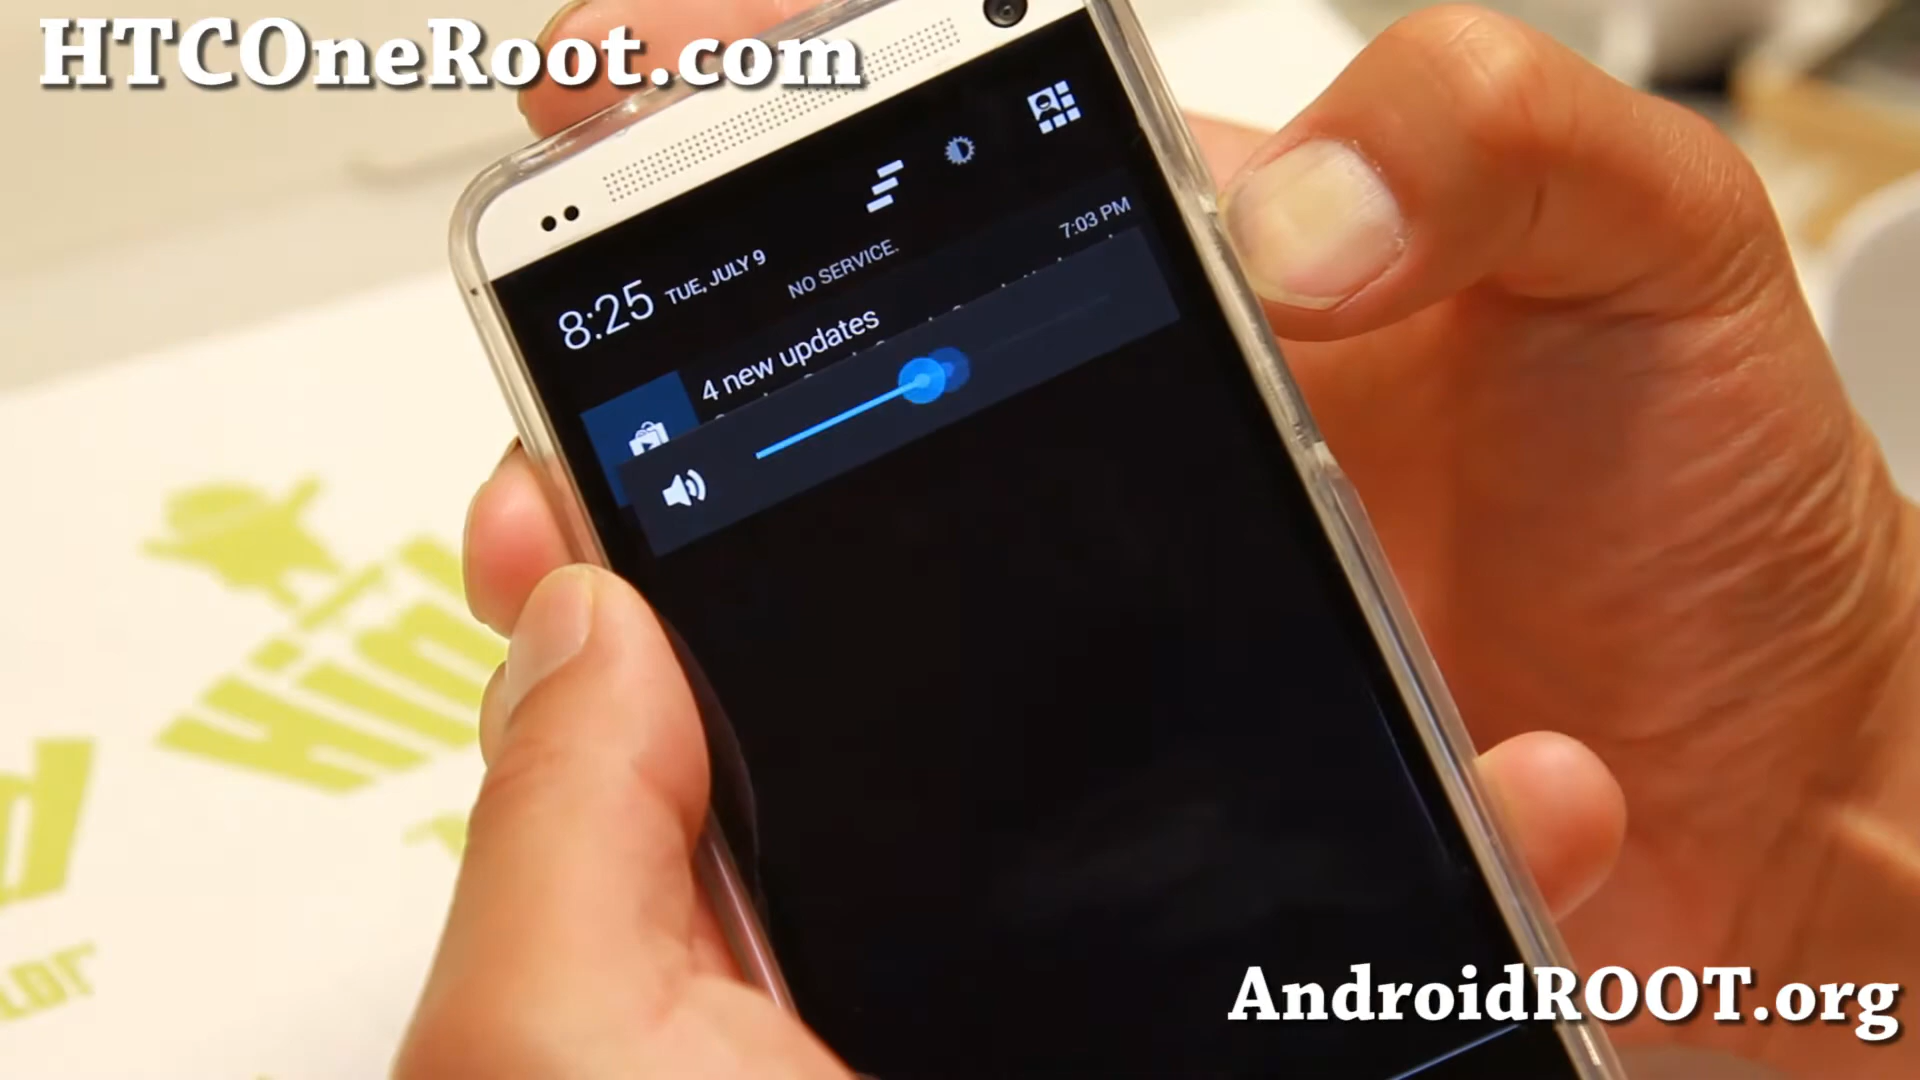 HTCOneRoot.com
8:25 TUE, JULY 9
NO SERVICE.
7:03 PM
4 new updates
AndroidROOT.org